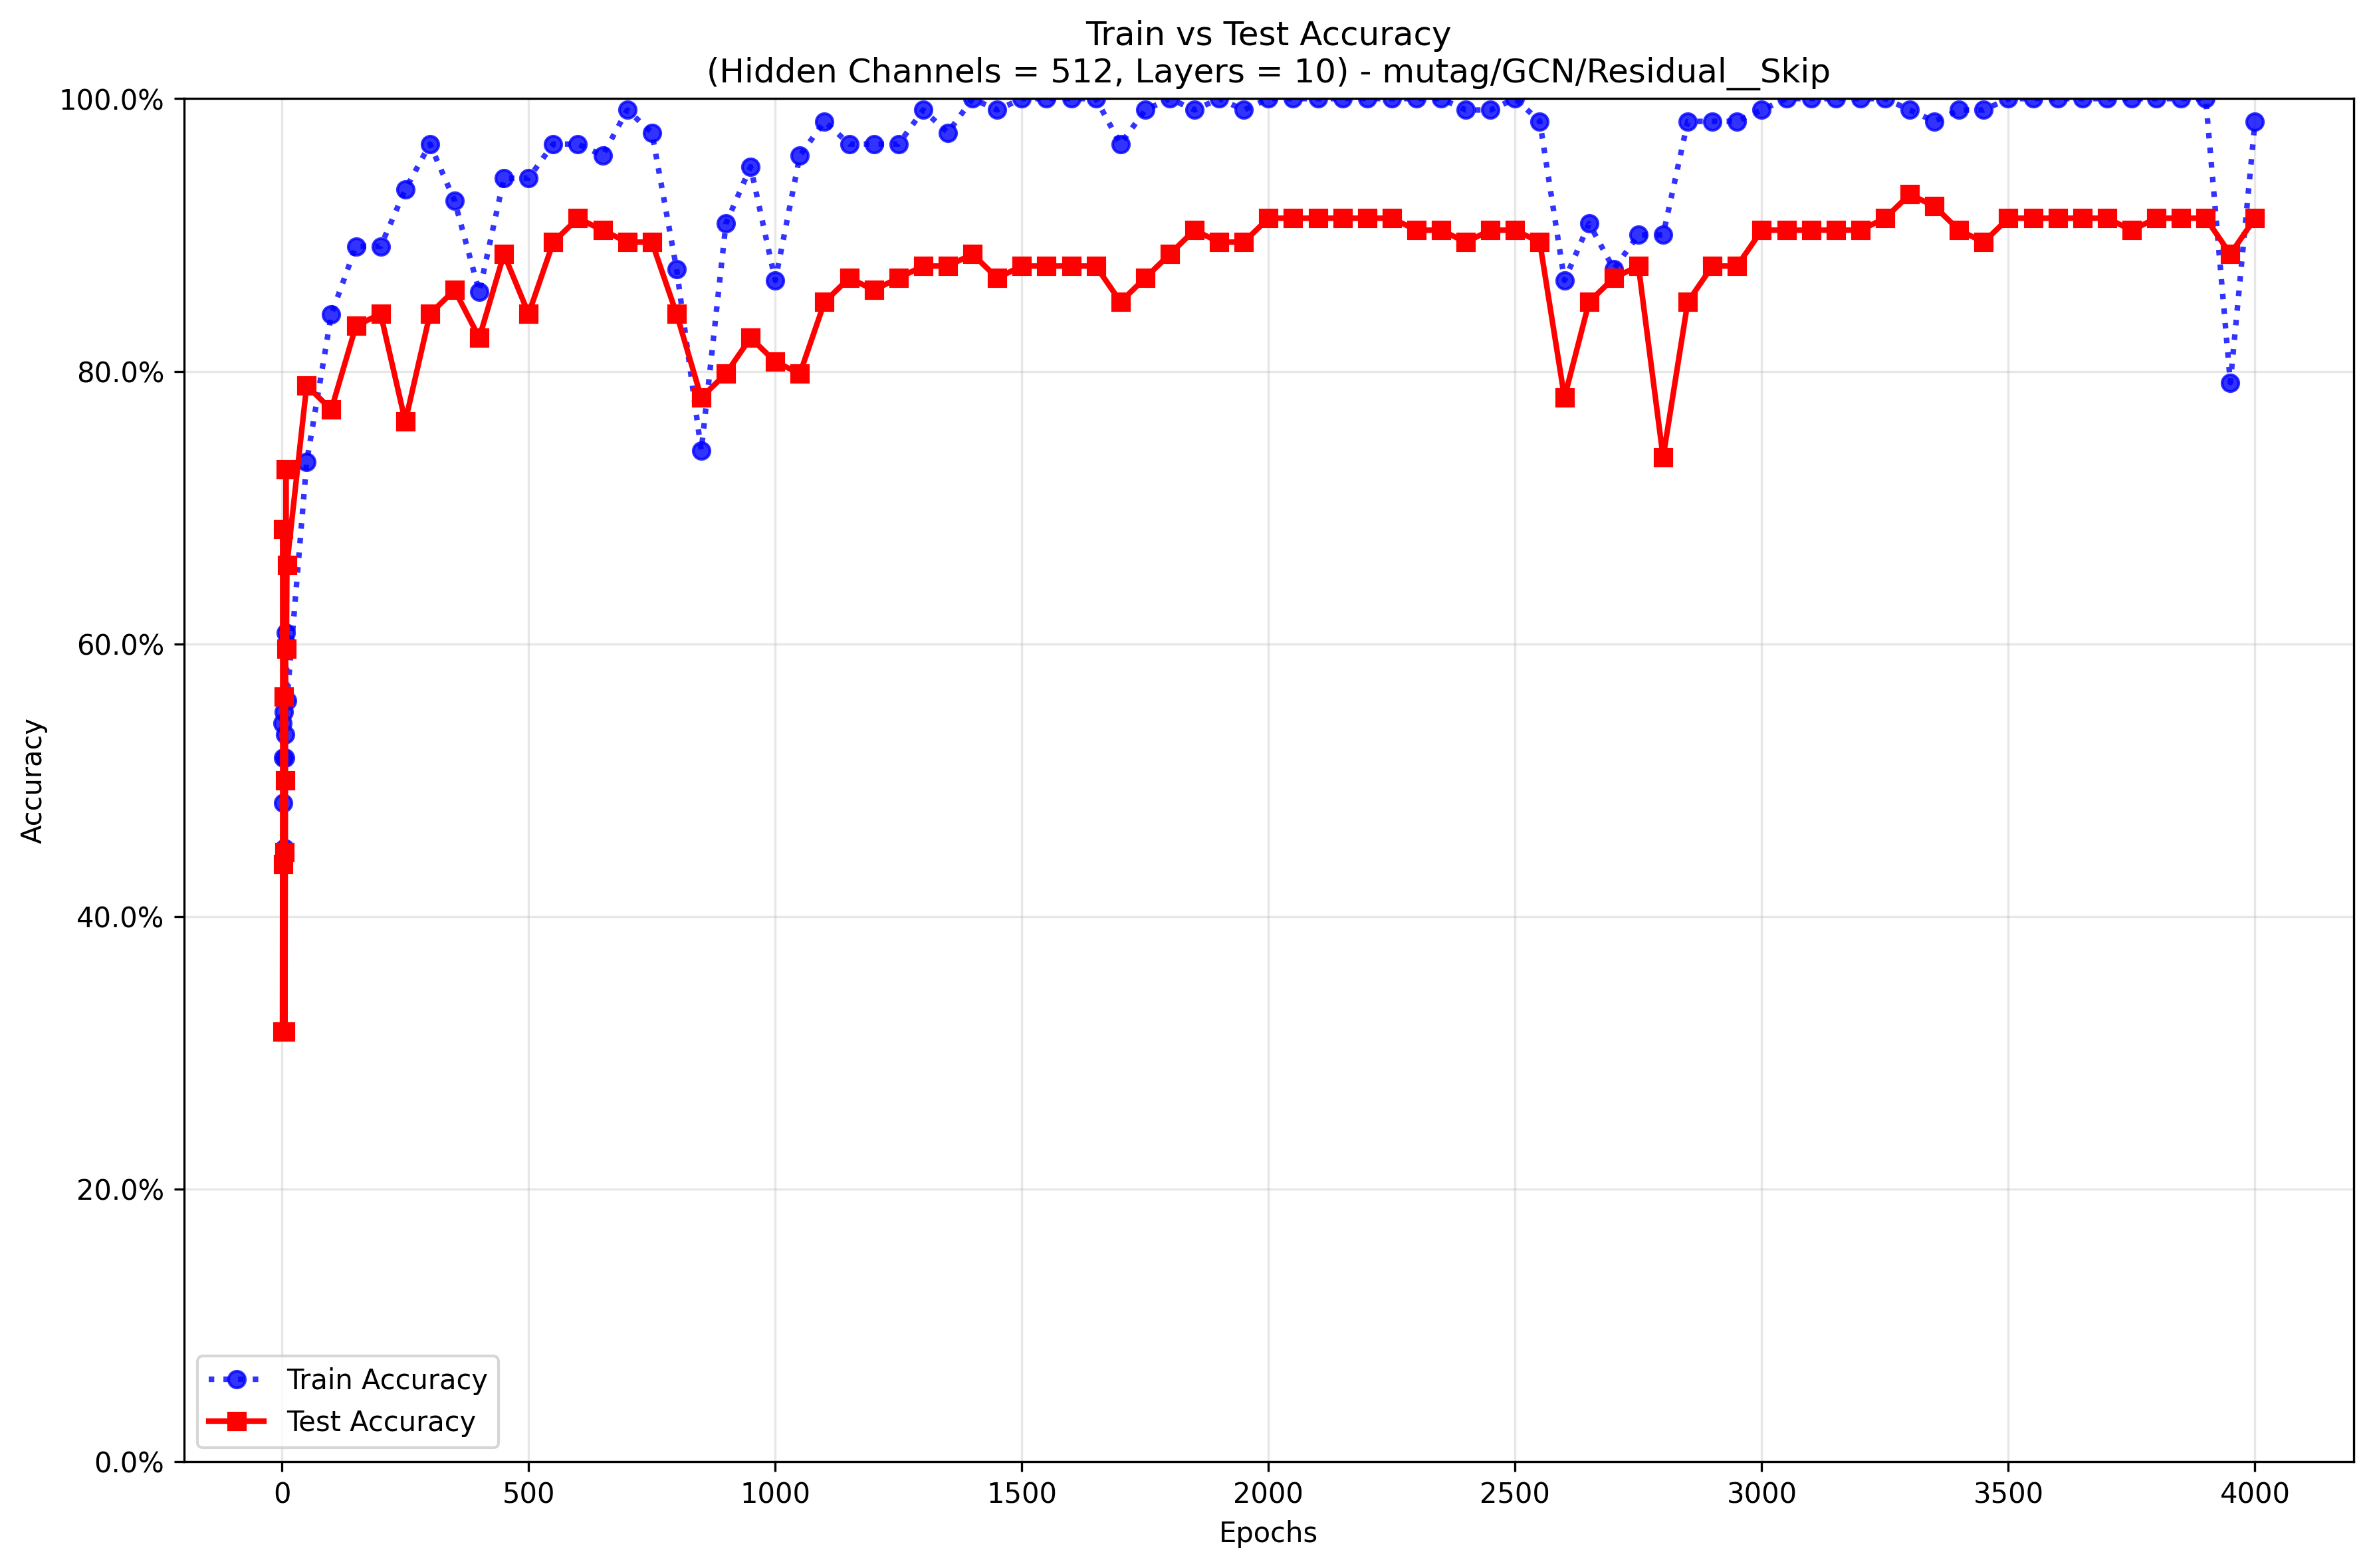 Train vs Test Accuracy
(Hidden Channels = 512, Layers = 10) - mutag/GCN/Residual__Skip
100.0%
80.0%
60.0%
40.0%
20.0%
0.0%
Accuracy
Train Accuracy
Test Accuracy
0 500 1000 1500 2000 2500 3000 3500 4000
Epochs